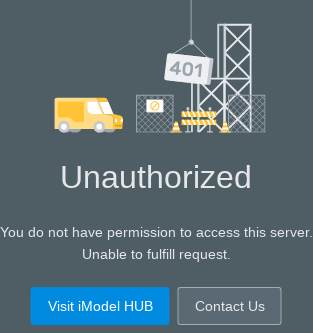 401
Unauthorized
You do not have permission to access this server.
Unable to fulfill request.
Visit iModel HUB
Contact Us